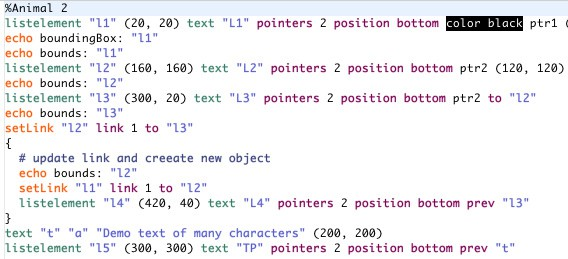 %Animal 2
listelement "l1" (20, 20) text "L1" pointers 2 position bottom color black ptr1 (
echo boundingBox: "l1"
echo bounds: "l1"
listelement "l2" (160, 160) text "L2" pointers 2 position bottom ptr2 (120, 120)
echo bounds: "l2"
listelement "l3" (300, 20) text "L3" pointers 2 position bottom ptr2 to "l2"
echo bounds: "l3"
setLink "l2" link 1 to "l3"
{
# update link and creeate new object
echo bounds: "l2"
setLink "l1" link 1 to "l2"
listelement "l4" (420, 40) text "L4" pointers 2 position bottom prev "l3"
}
text "t" "a" "Demo text of many characters" (200, 200)
listelement "l5" (300, 300) text "TP" pointers 2 position bottom prev "t"